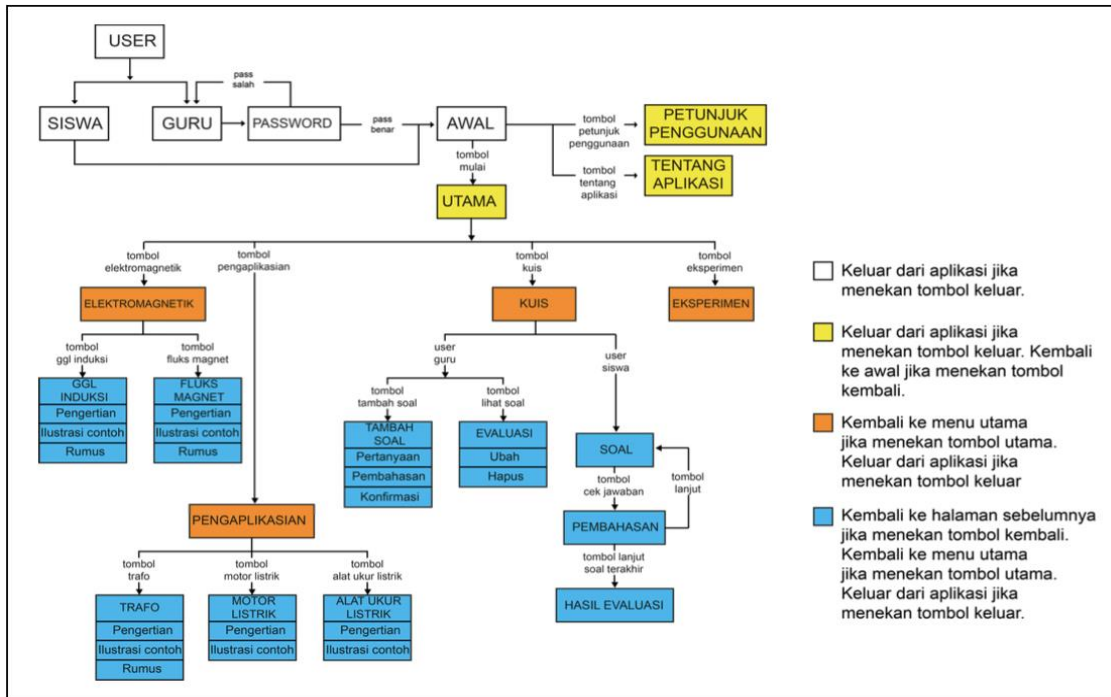 USER
pass
salah
SISWA
GURU
PASSWORD
pass
benar
AWAL
tombol
petunjuk
penggunaan
PETUNJUK
PENGGUNAAN
tombol
tentang
aplikasi
TENTANG
APLIKASI
tombol
mulai
UTAMA
tombol
elektromagnetik
tombol
pengaplikasian
tombol
kuis
tombol
eksperimen
ELEKTROMAGNETIK
KUIS
EKSPERIMEN
tombol
ggl induksi
tombol
fluks magnet
GGL
INDUKSI
Pengertian
Ilustrasi contoh
Rumus
FLUKS
MAGNET
Pengertian
Ilustrasi contoh
Rumus
user
guru
user
siswa
tombol
tambah soal
tombol
lihat soal
TAMBAH
SOAL
Pertanyaan
Pembahasan
Konfirmasi
EVALUASI
Ubah
Hapus
SOAL
tombol
cek jawaban
tombol
lanjut
PEMBAHASAN
tombol lanjut
soal terakhir
HASIL EVALUASI
PENGAPLIKASIAN
tombol
trafo
tombol
motor listrik
tombol
alat ukur listrik
TRAFO
Pengertian
Ilustrasi contoh
Rumus
MOTOR
LISTRIK
Pengertian
Ilustrasi contoh
ALAT UKUR
LISTRIK
Pengertian
Ilustrasi contoh
Keluar dari aplikasi jika
menekan tombol keluar.
Keluar dari aplikasi jika
menekan tombol keluar. Kembali
ke awal jika menekan tombol
kembali.
Kembali ke menu utama
jika menekan tombol utama.
Keluar dari aplikasi jika
menekan tombol keluar
Kembali ke halaman sebelumnya
jika menekan tombol kembali.
Kembali ke menu utama
jika menekan tombol utama.
Keluar dari aplikasi jika
menekan tombol keluar.